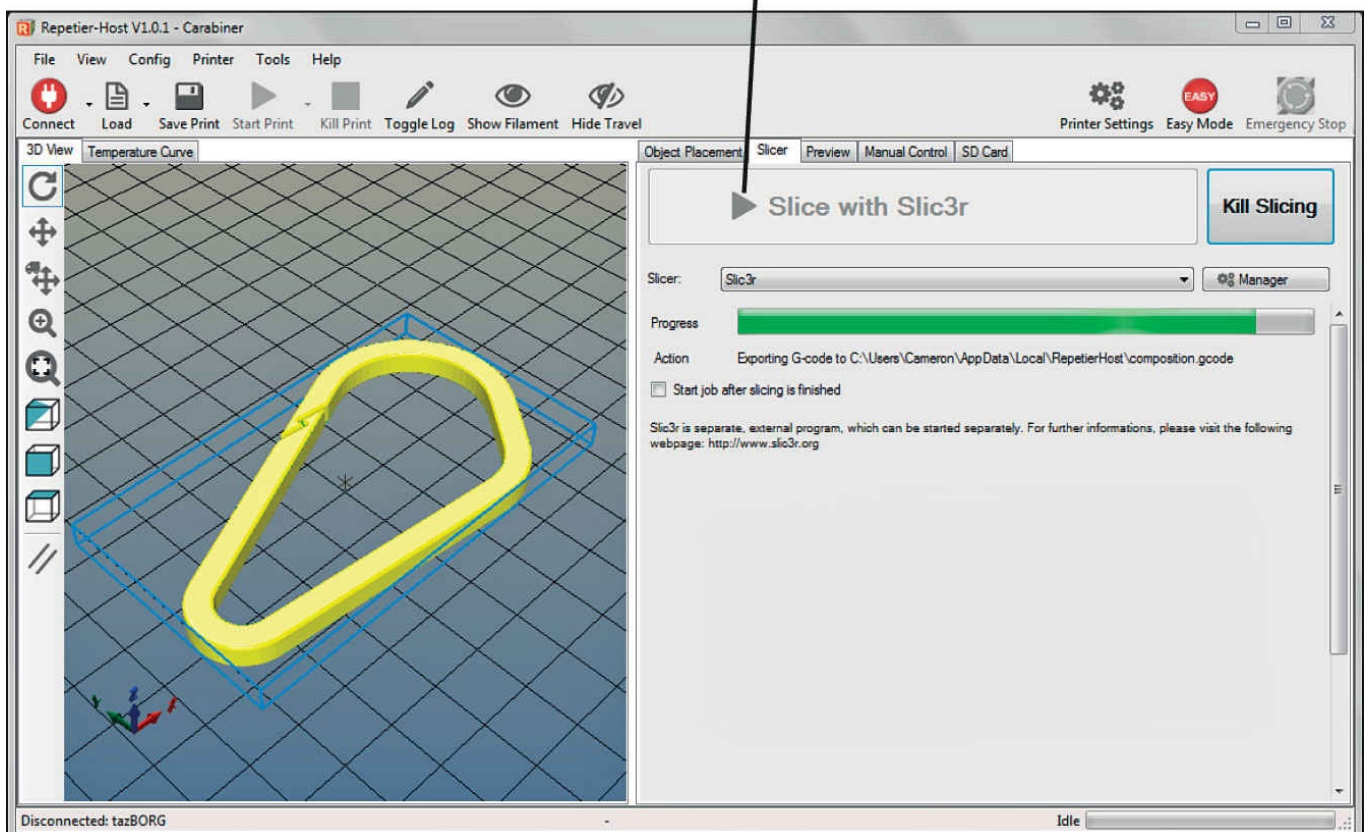 Repetier-Host V1.0.1 - Carabiner
File View Config Printer Tools Help
Connect Load Save Print Start Print Kill Print Toggle Log Show Filament Hide Travel Printer Settings EASY Easy Mode Emergency Stop
3D View Temperature Curve Object Placement Slicer Preview Manual Control SD Card
Slice with Slic3r Kill Slicing
Slicer: Slic3r Manager
Progress
Action Exporting G-code to C:\Users\Cameron\AppData\Local\RepetierHost\composition.gcode
Start job after slicing is finished
Slic3r is separate, external program, which can be started separately. For further informations, please visit the following
webpage: http://www.slic3r.org
Disconnected: tazBORG - Idle